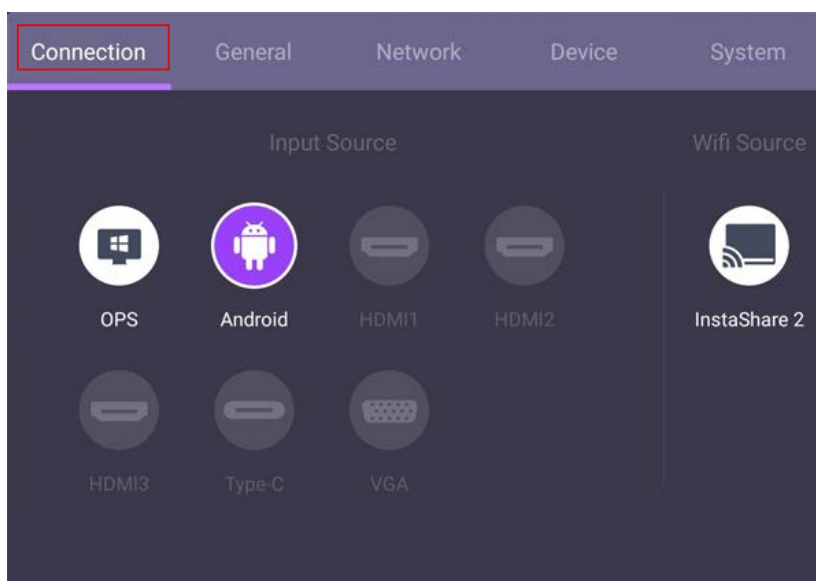 Connection General Network Device System
Input Source Wifi Source
OPS Android HDMI1 HDMI2 InstaShare 2
HDMI3 Type-C VGA